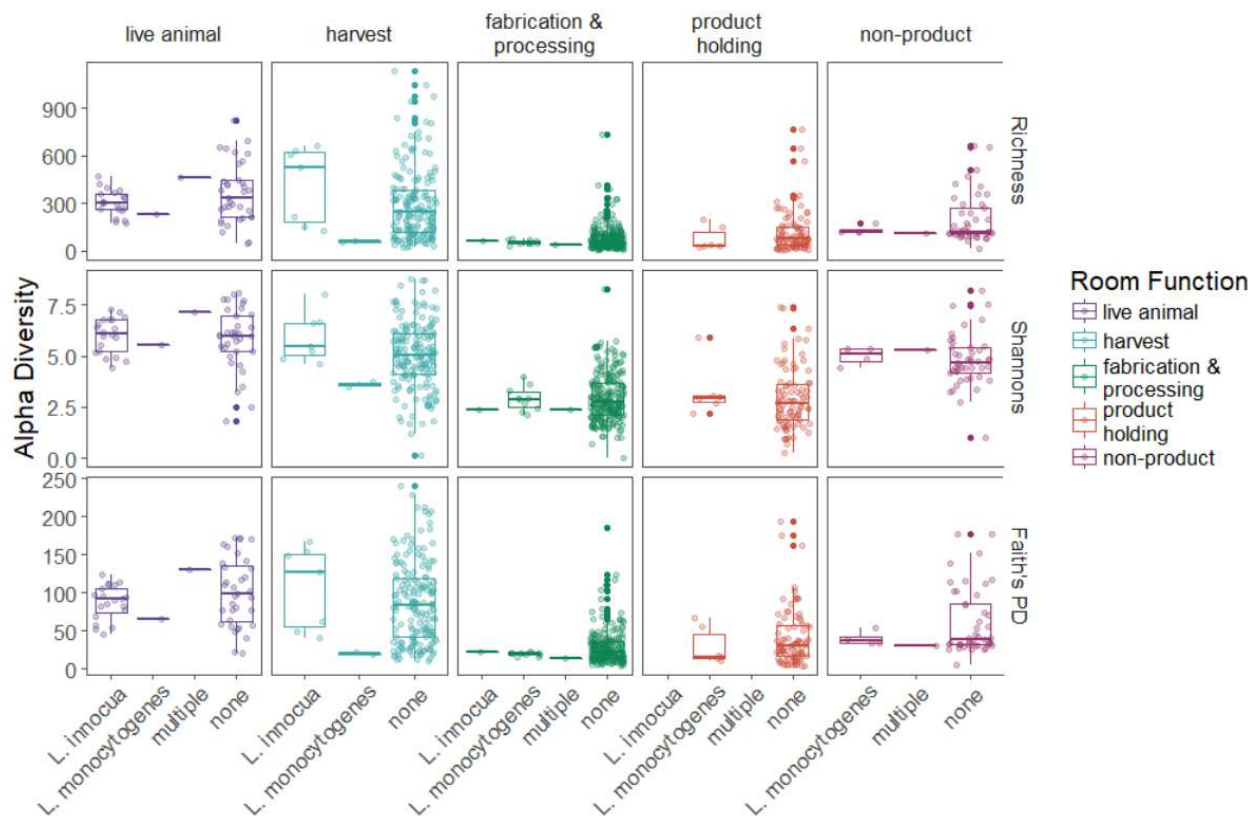 live animal
harvest
fabrication &
processing
product
holding
non-product
900
600
300
0
Richness
7.5
5.0
2.5
0.0
Shannons
250
200
150
100
50
0
Faith's PD
Alpha Diversity
L. innocua
L. monocytogenes
multiple
none
L. innocua
L. monocytogenes
multiple
none
L. innocua
L. monocytogenes
multiple
none
L. innocua
L. monocytogenes
multiple
none
L. monocytogenes
multiple
none
Room Function
live animal
harvest
fabrication &
processing
product
holding
non-product